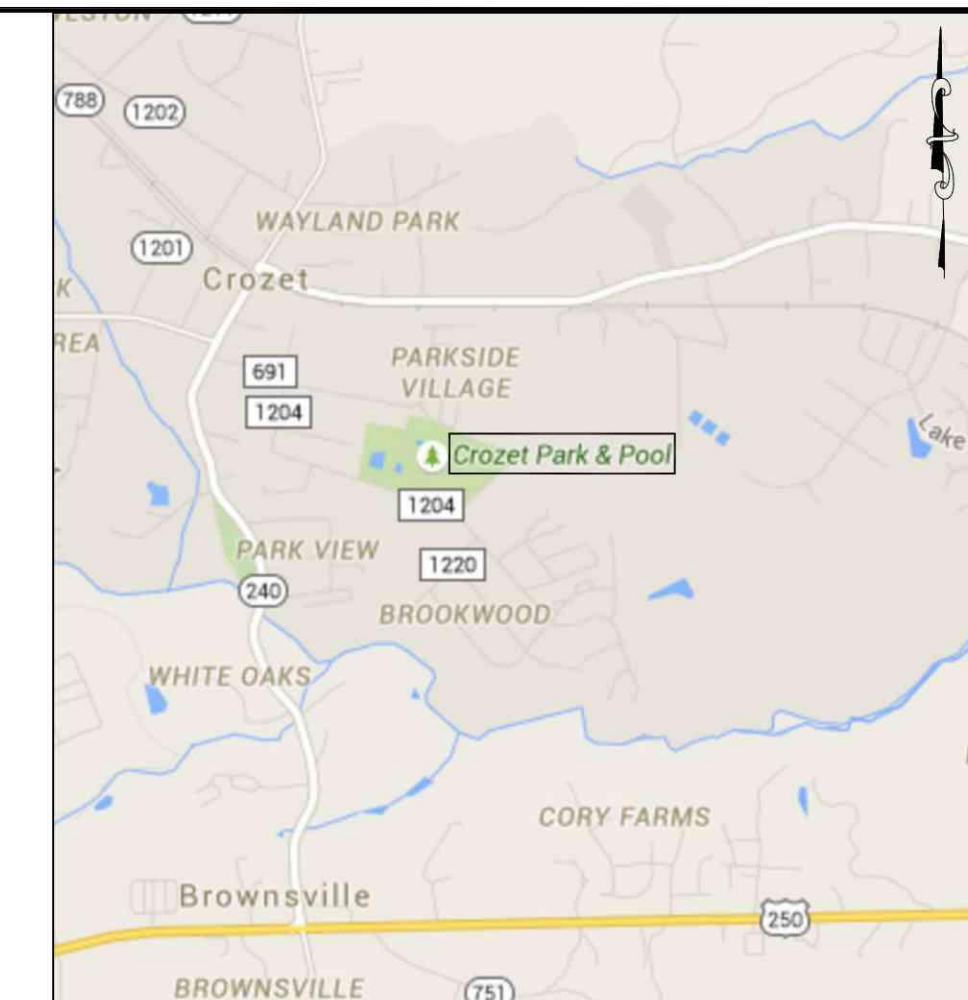 788
1202
WAYLAND PARK
1201
Crozet
K
REA
PARKSIDE
VILLAGE
691
1204
Lake
Crozet Park & Pool
1204
PARK VIEW
1220
240
BROOKWOOD
WHITE OAKS
CORY FARMS
Brownsville
250
BROWNSVILLE
751